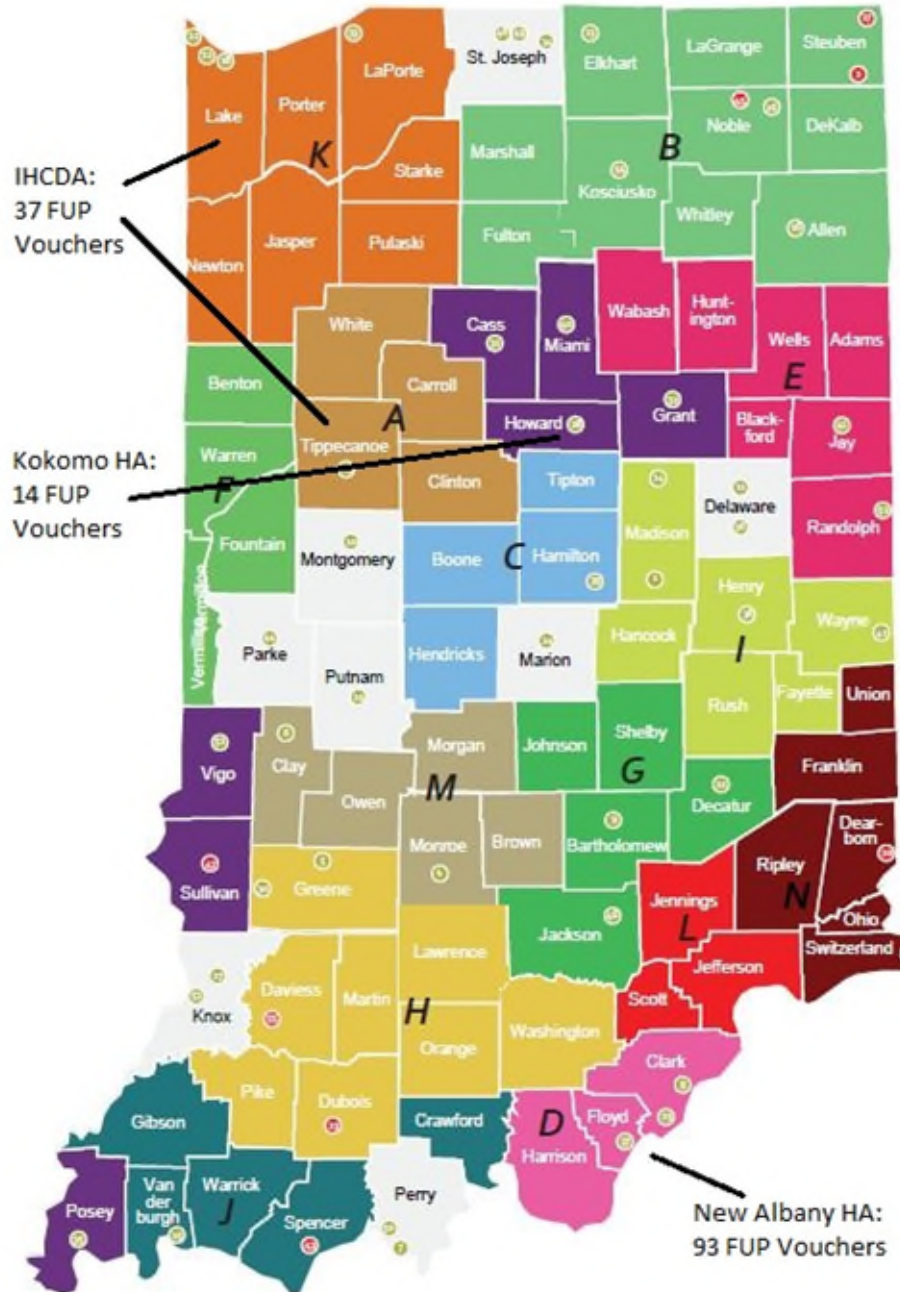 St. Joseph
Elkhart
LaGrange
Steuben
LaPorte
Porter
Lake
K
Noble
DeKalb
B
Marshall
Starke
Kosciusko
Whitley
Allen
IHCDA:
37 FUP
Vouchers
Newton
Jasper
Pulaski
Fulton
White
Cass
Miami
Wabash
Hunt-
ington
Wells
Adams
E
Benton
Carroll
A
Howard
Grant
Black-
ford
Jay
Kokomo HA:
14 FUP
Vouchers
Warren
F
Tippecanoe
Clinton
Tipton
Madison
Delaware
Randolph
Fountain
Montgomery
Boone
C
Hamilton
Henry
Wayne
Vermillion
Vermillion
Parke
Putnam
Hendricks
Marion
Hancock
I
Rush
Fayette
Union
Vigo
Clay
Morgan
Johnson
Shelby
G
Franklin
Owen
M
Decatur
Monroe
Brown
Bartholomew
Dear-
born
Sullivan
Greene
Ripley
N
Jennings
L
Ohio
Switzerland
Jackson
Jefferson
Lawrence
Knox
Daviess
Martin
H
Scott
Orange
Washington
Clark
Pike
Dubois
Gibson
Crawford
D
Floyd
Harrison
Posey
Van
der
burgh
Warrick
J
Spencer
Perry
New Albany HA:
93 FUP Vouchers